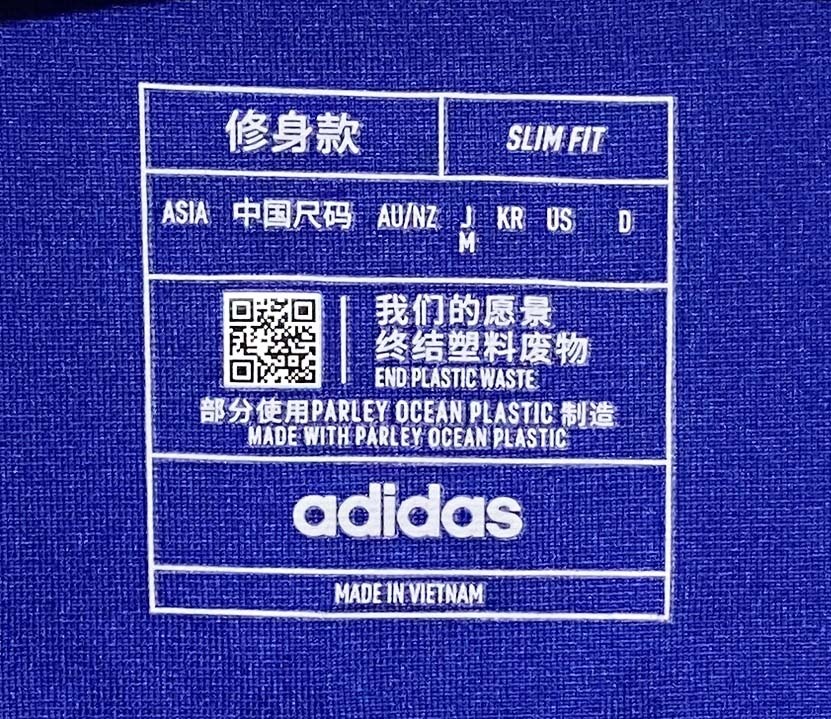 修身款 SLIM FIT
ASIA 中国尺码 AU/NZ J KR US D
M
我们的愿景
终结塑料废物
END PLASTIC WASTE
部分使用PARLEY OCEAN PLASTIC 制造
MADE WITH PARLEY OCEAN PLASTIC
adidas
MADE IN VIETNAM